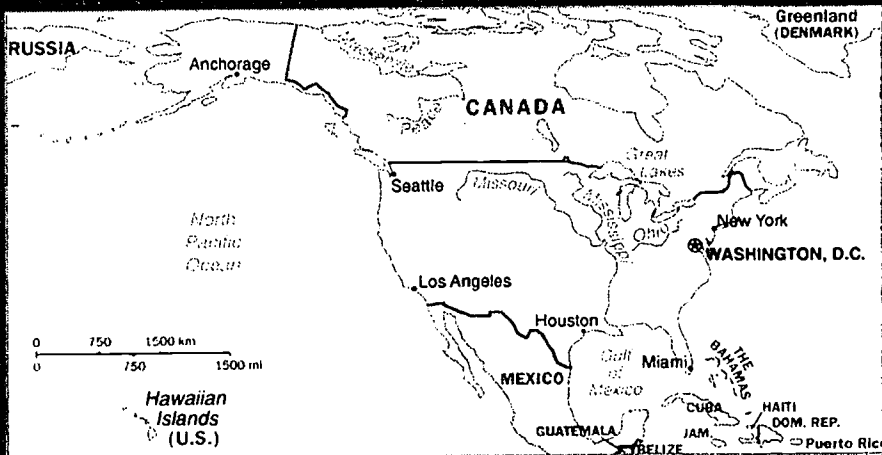 Greenland
(DENMARK)
RUSSIA
Anchorage
CANADA
Peace
Great
Lakes
Seattle
Missouri
Mississippi
Ohio
New York
WASHINGTON, D.C.
North
Pacific
Ocean
Los Angeles
Houston
0 750 1500 km
0 750 1500 mi
Gulf
of
Mexico
Miami
THE
BAHAMAS
MEXICO
Hawaiian
Islands
(U.S.)
CUBA
HAITI
DOM. REP.
GUATEMALA
JAM.
Puerto Rico
BELIZE